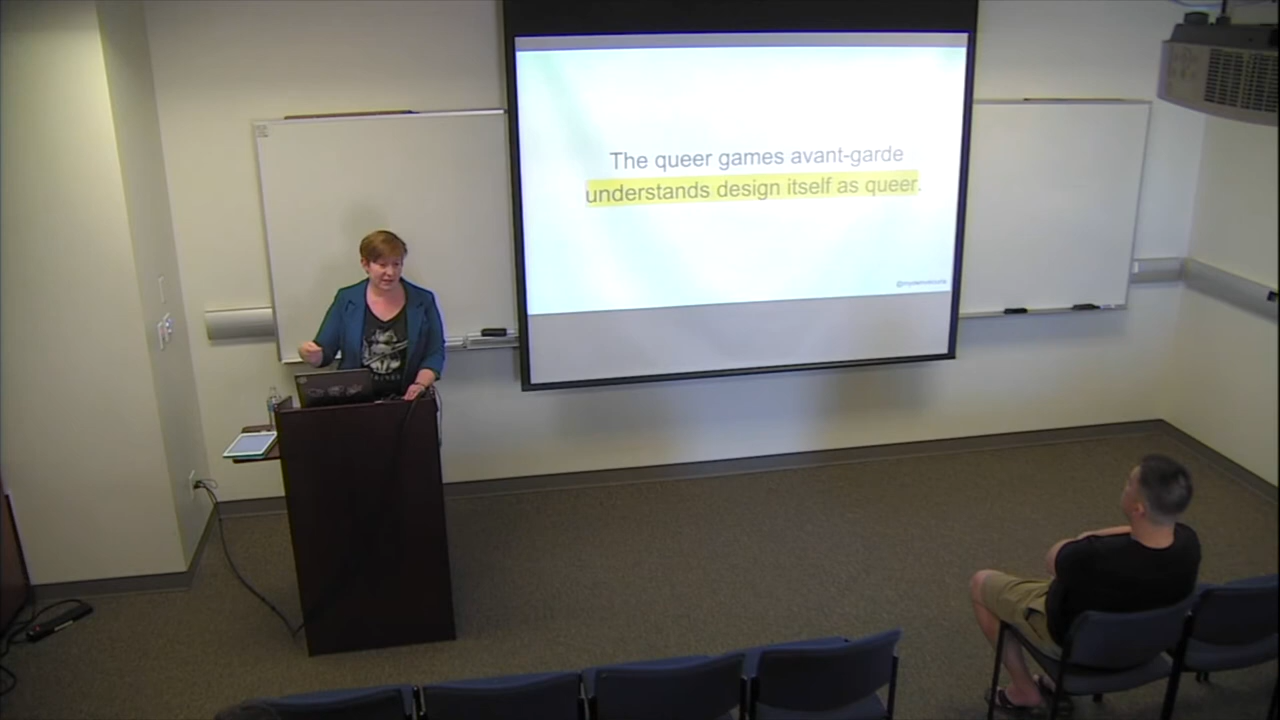 The queer games avant-garde
understands design itself as queer.